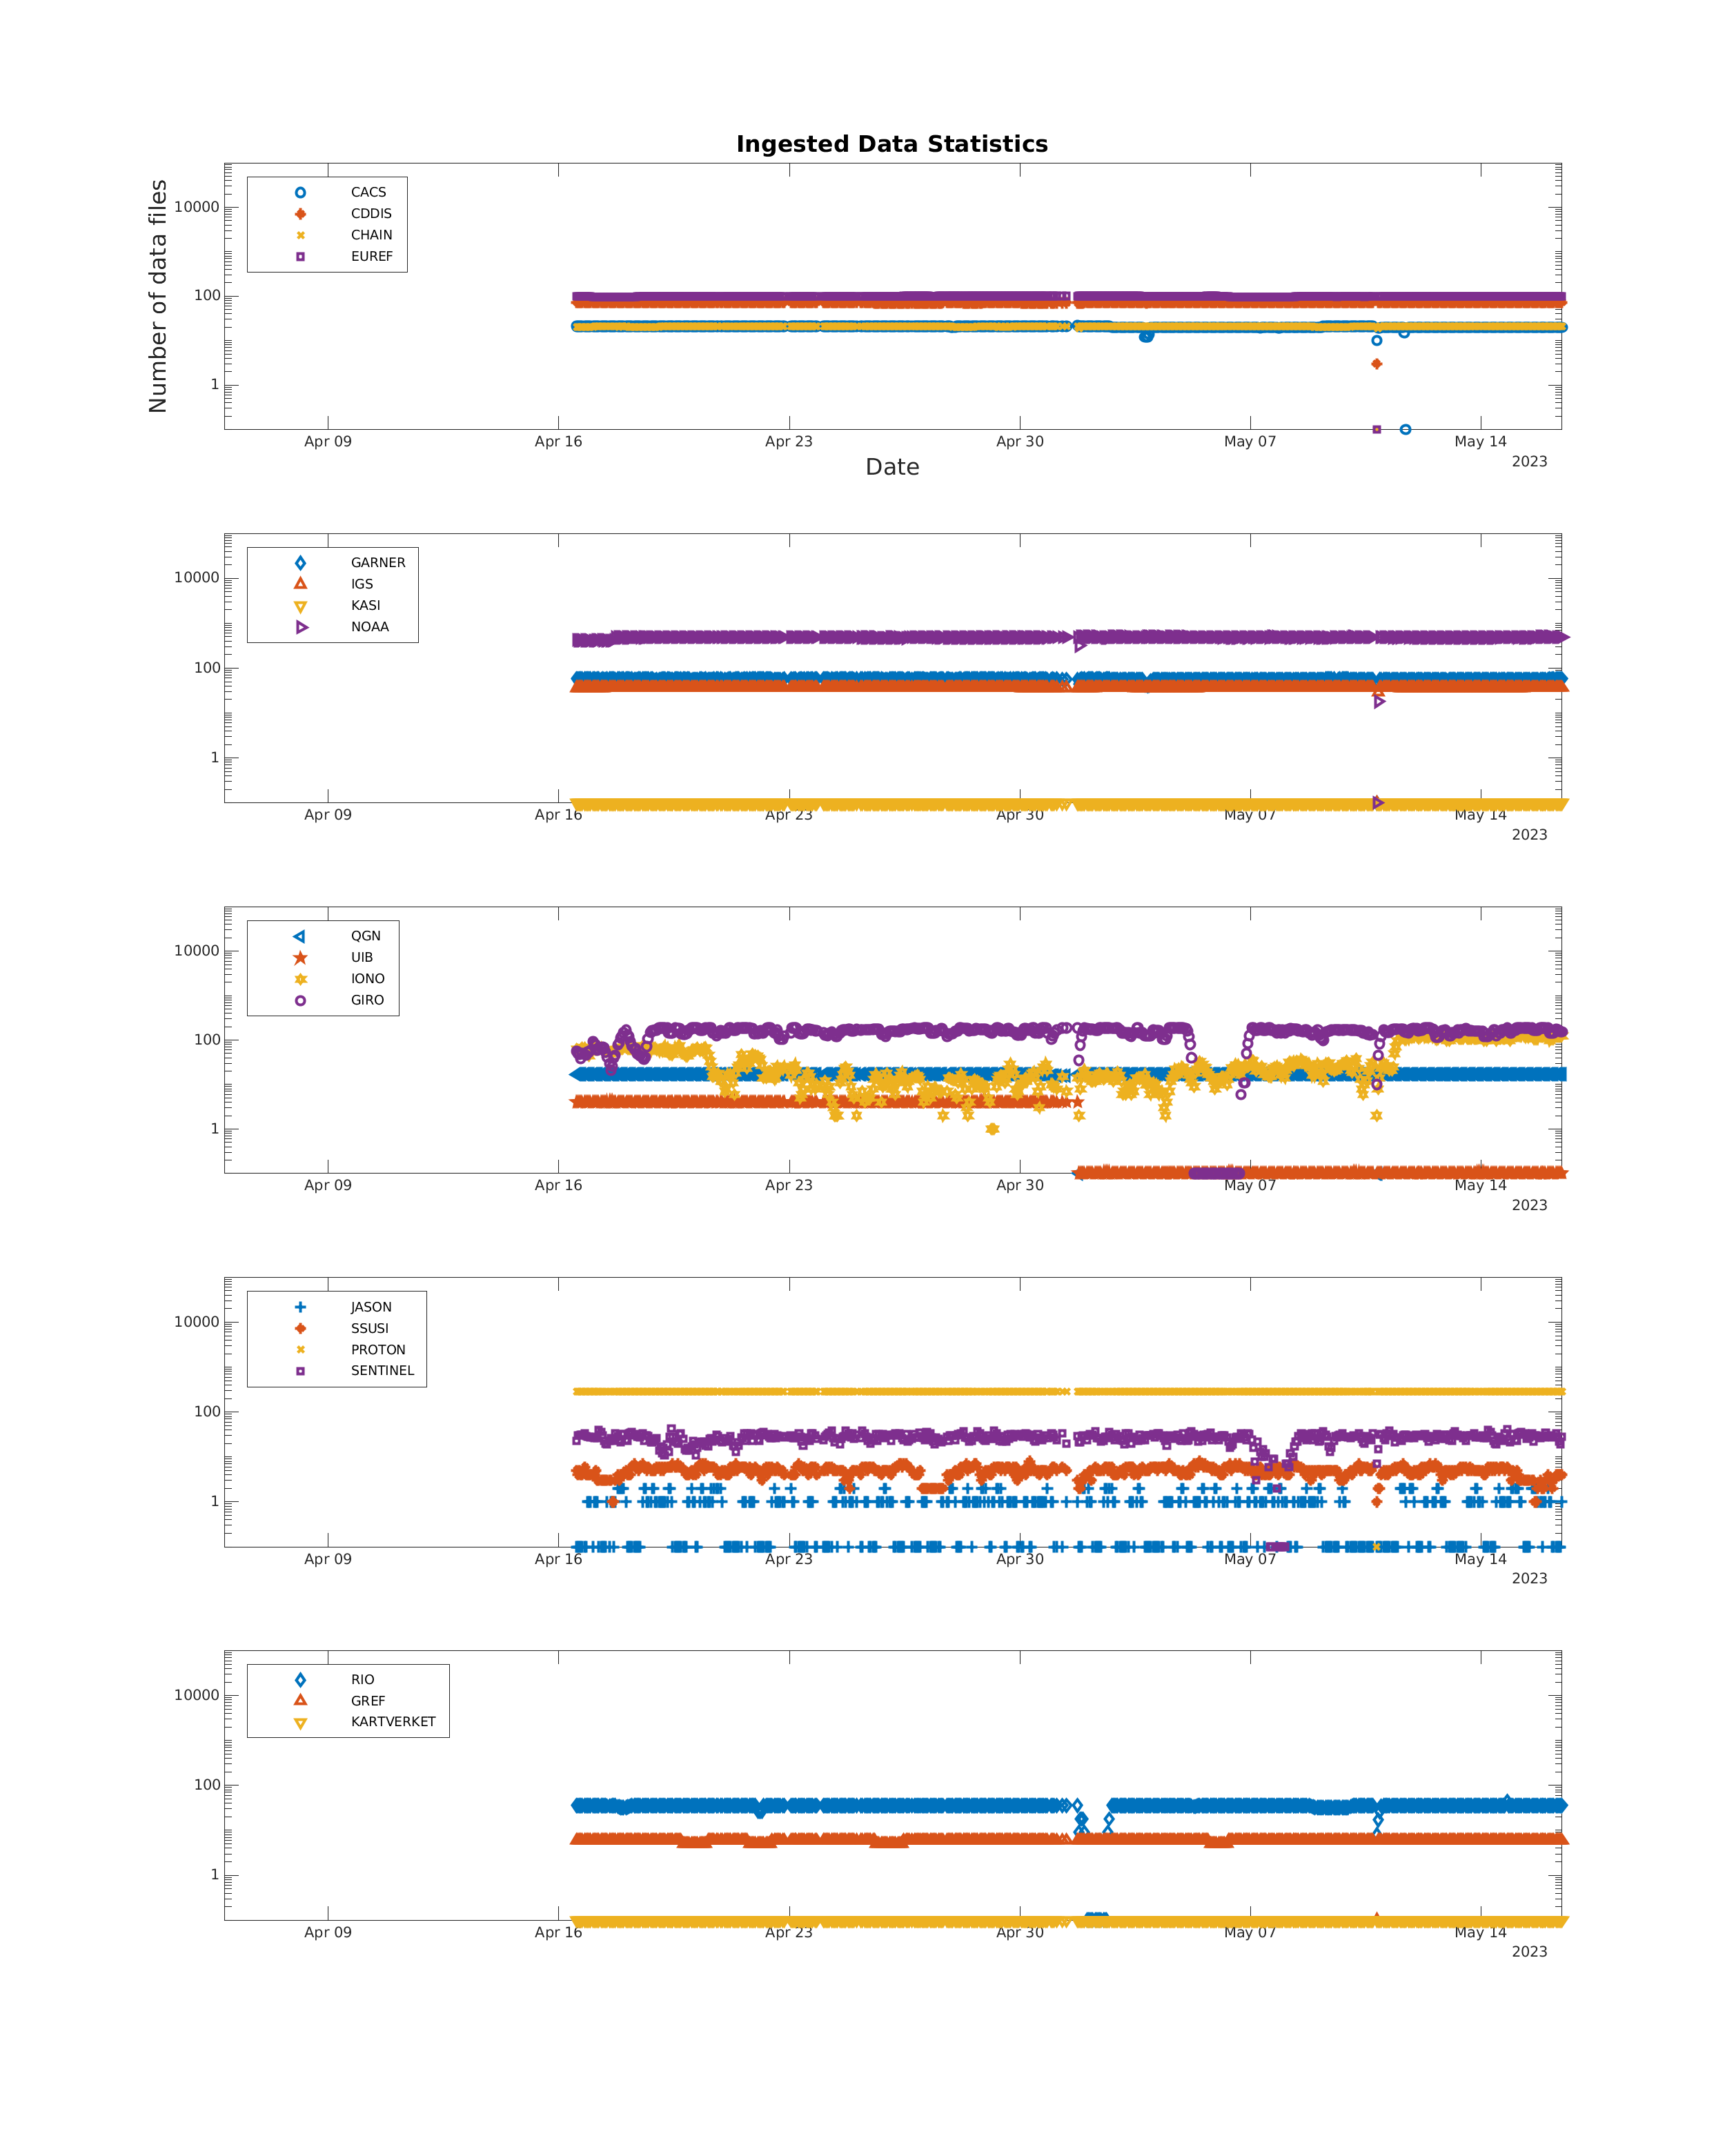 Ingested Data Statistics
Number of data files
10000
100
1
CACS
CDDIS
CHAIN
EUREF
Apr 09 Apr 16 Apr 23 Apr 30 May 07 May 14
2023
Date
10000
100
1
GARNER
IGS
KASI
NOAA
Apr 09 Apr 16 Apr 23 Apr 30 May 07 May 14
2023
10000
100
1
QGN
UIB
IONO
GIRO
Apr 09 Apr 16 Apr 23 Apr 30 May 07 May 14
2023
10000
100
1
JASON
SSUSI
PROTON
SENTINEL
Apr 09 Apr 16 Apr 23 Apr 30 May 07 May 14
2023
10000
100
1
RIO
GREF
KARTVERKET
Apr 09 Apr 16 Apr 23 Apr 30 May 07 May 14
2023